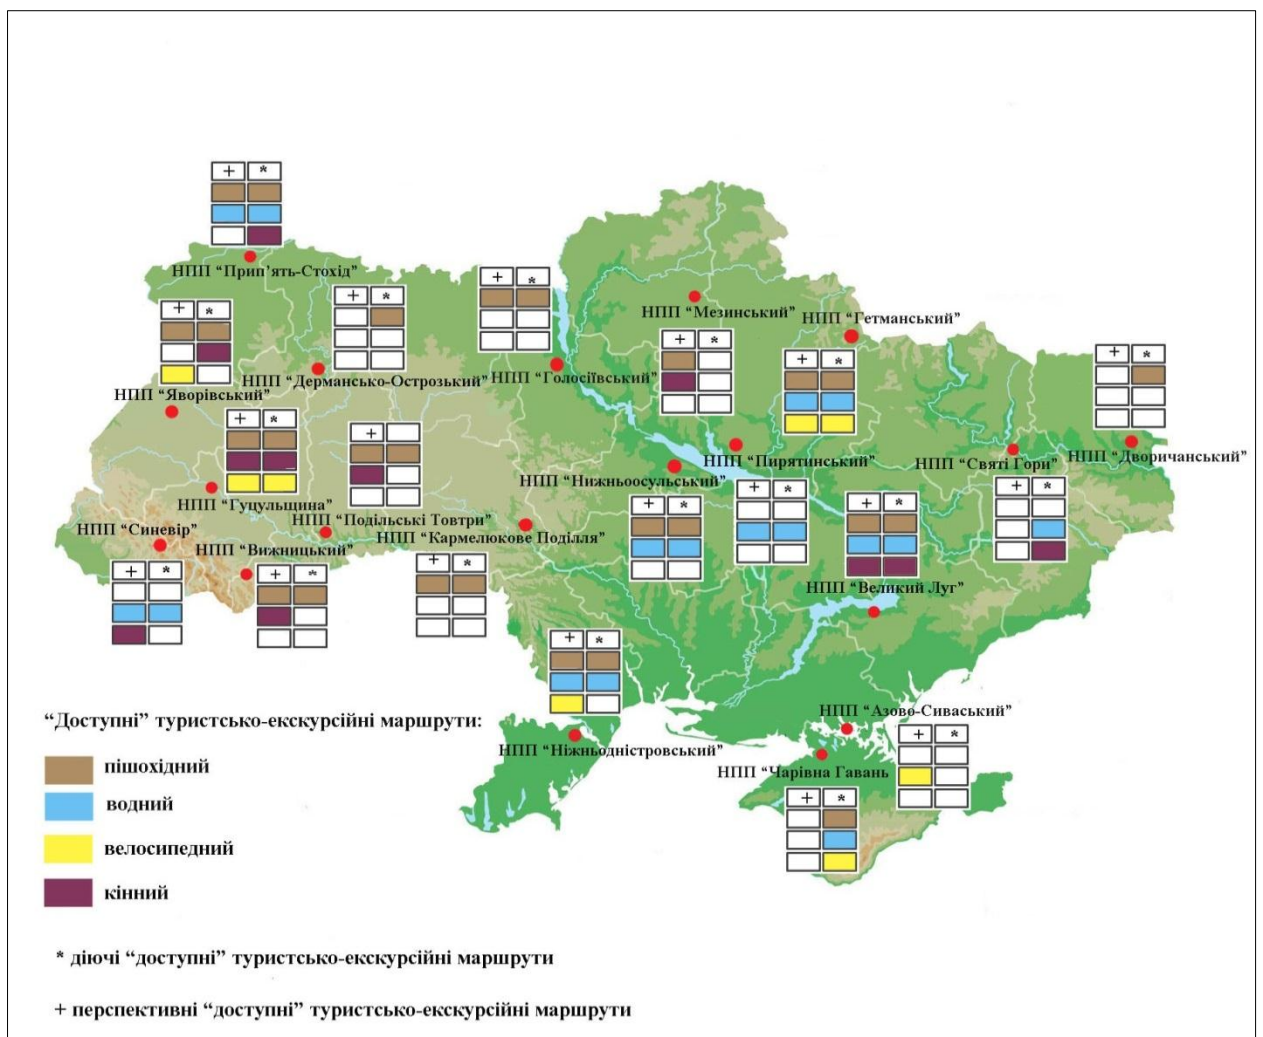 + *
НПП “Прип’ять-Стохід”
+ *
+ *
+ *
НПП “Мезинський”
НПП “Гетманський”
+ *
+ *
+ *
НПП “Дермансько-Острозький”
НПП “Голосіївський”
НПП “Яворівський”
+ *
+
НПП “Пирятинський”
НПП “Святі Гори”
НПП “Дворичанський”
НПП “Нижньоосульський”
НПП “Гуцульщина”
+ *
+ *
+ *
+ *
НПП “Подільські Товтри”
НПП “Синевір”
НПП “Кармелюкове Поділля”
НПП “Вижницький”
+ *
+ *
+ *
НПП “Великий Луг”
+ *
“Доступні” туристсько-екскурсійні маршрути:
НПП “Азово-Сиваський”
+ *
НПП “Ніжньодністровський”
НПП “Чарівна Гавань
+ *
пішохідний
водний
велосипедний
кінний
* діючі “доступні” туристсько-екскурсійні маршрути
+ перспективні “доступні” туристсько-екскурсійні маршрути